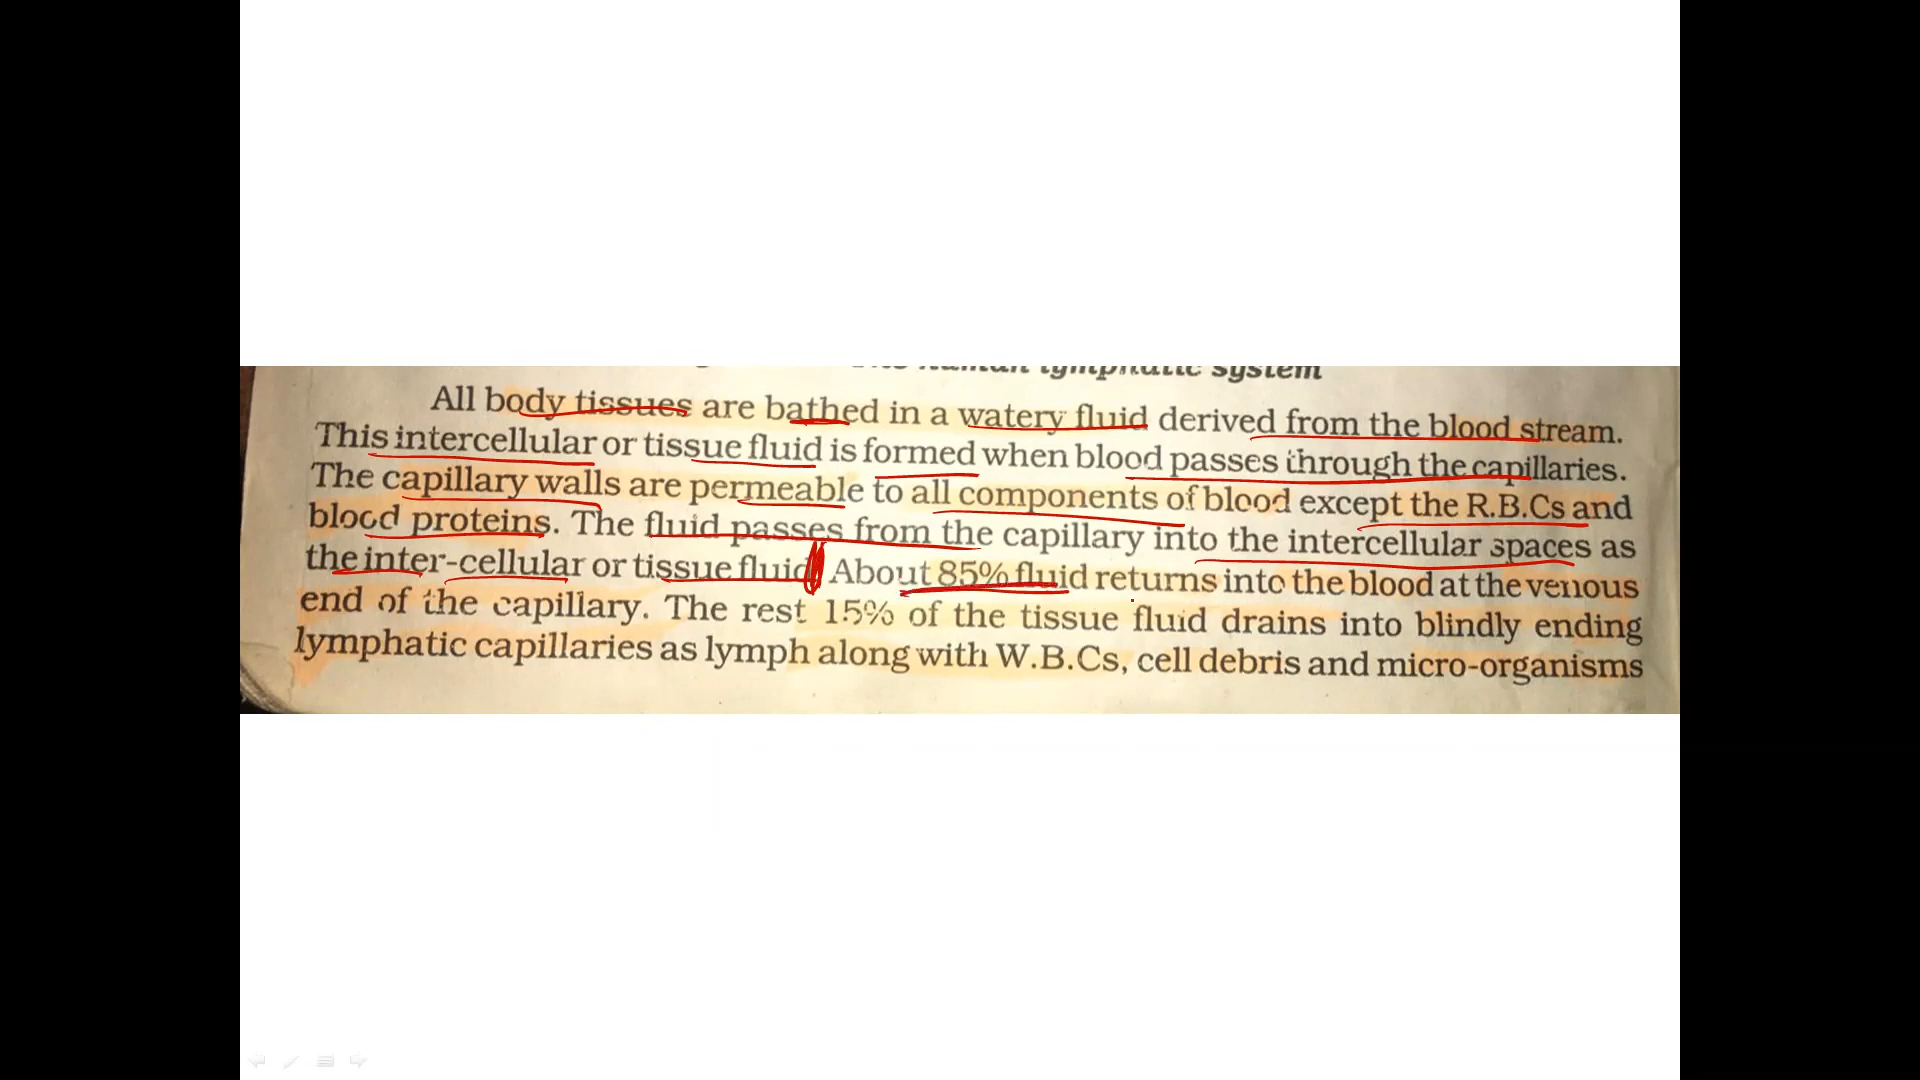 human lymphatic system
All body tissues are bathed in a watery fluid derived from the blood stream.
This intercellular or tissue fluid is formed when blood passes through the capillaries.
The capillary walls are permeable to all components of blood except the R.B.Cs and
blood proteins. The fluid passes from the capillary into the intercellular spaces as
the inter-cellular or tissue fluid. About 85% fluid returns into the blood at the venous
end of the capillary. The rest 15% of the tissue fluid drains into blindly ending
lymphatic capillaries as lymph along with W.B.Cs, cell debris and micro-organisms